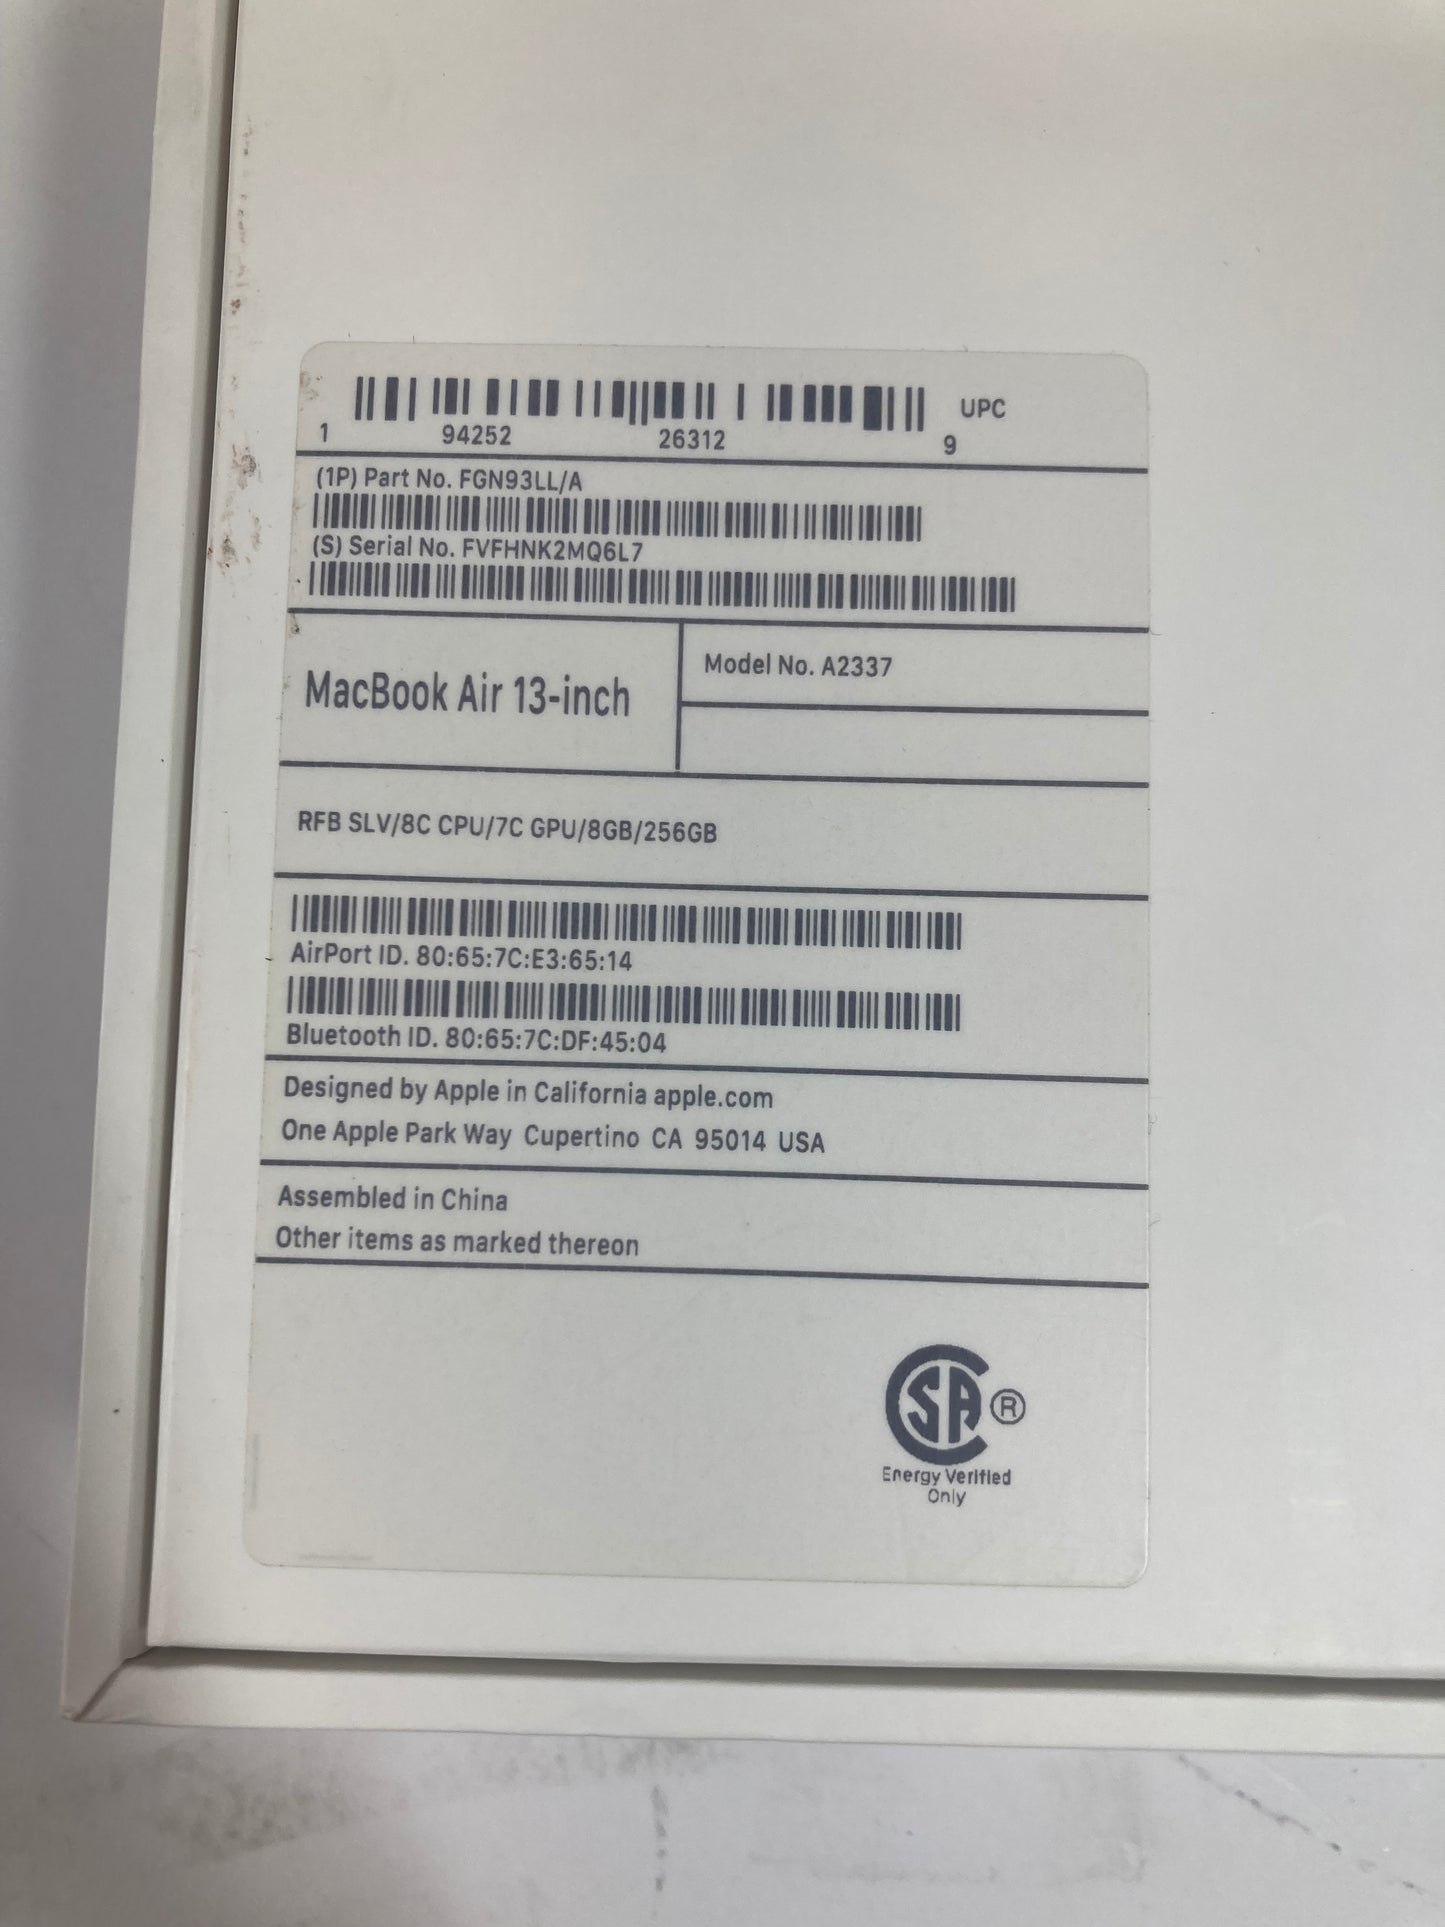 UPC
1 94252 26312 9
(1P) Part No. FGN93LL/A
(S) Serial No. FVFHNK2MQ6L7
MacBook Air 13-inch
Model No. A2337
RFB SLV/8C CPU/7C GPU/8GB/256GB
AirPort ID. 80:65:7C:E3:65:14
Bluetooth ID. 80:65:7C:DF:45:04
Designed by Apple in California apple.com
One Apple Park Way Cupertino CA 95014 USA
Assembled in China
Other items as marked thereon
CSA ®
Energy Verified
Only